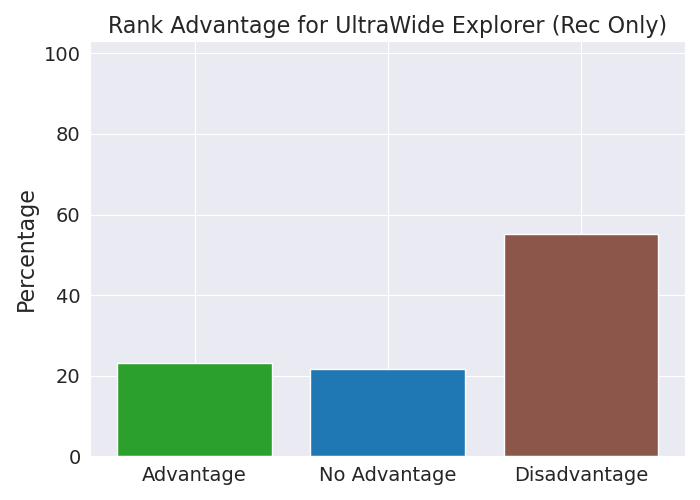 Rank Advantage for UltraWide Explorer (Rec Only)
Percentage
100
80
60
40
20
0
Advantage
No Advantage
Disadvantage